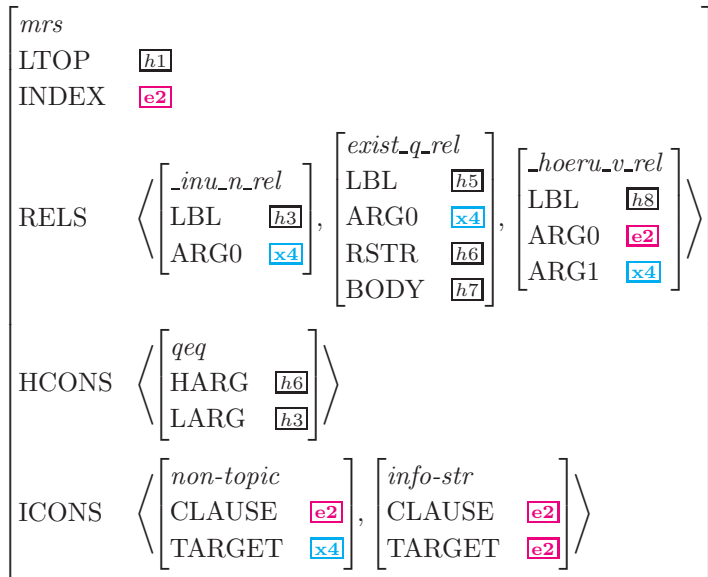 mrs
LTOP h1
INDEX e2
RELS ⟨[_inu_n_rel LBL h3 ARG0 x4], [exist_q_rel LBL h5 ARG0 x4 RSTR h6 BODY h7], [_hoeru_v_rel LBL h8 ARG0 e2 ARG1 x4]⟩
HCONS ⟨[qeq HARG h6 LARG h3]⟩
ICONS ⟨[non-topic CLAUSE e2 TARGET x4], [info-str CLAUSE e2 TARGET e2]⟩